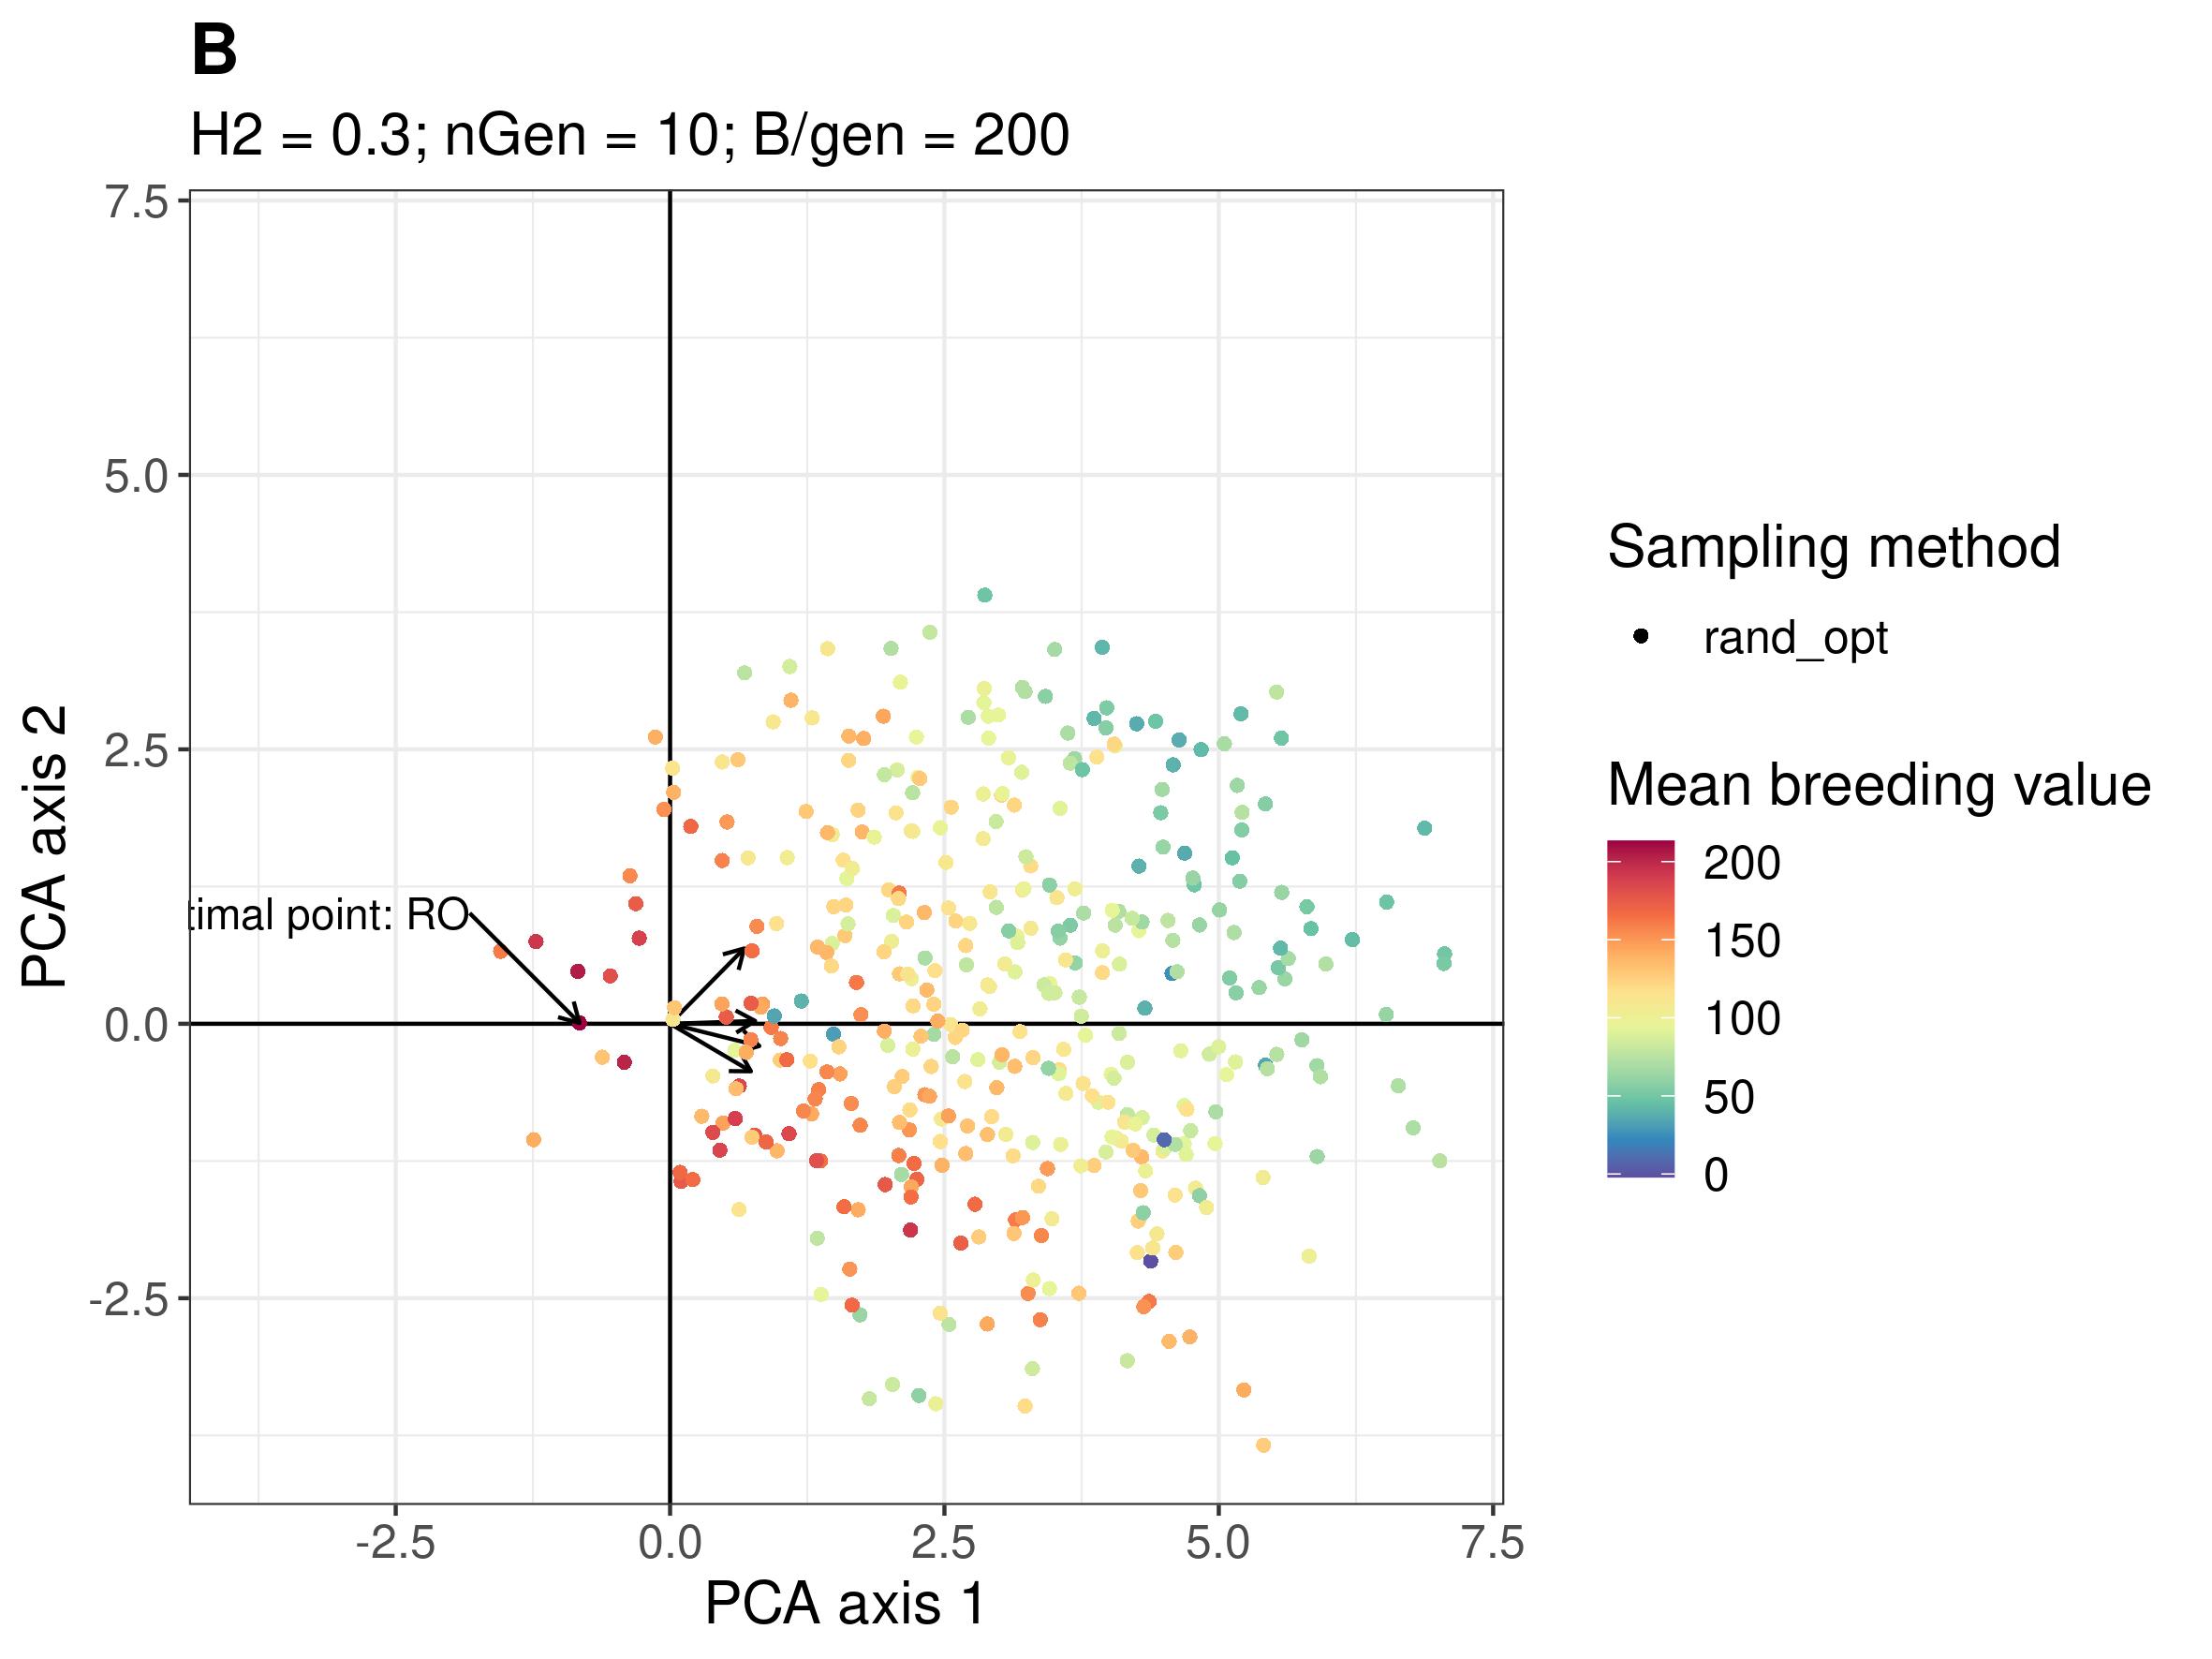 B
H2 = 0.3; nGen = 10; B/gen = 200
7.5
5.0
2.5
0.0
-2.5
PCA axis 2
timal point: RO
-2.5 0.0 2.5 5.0 7.5
PCA axis 1
Sampling method
rand_opt
Mean breeding value
200
150
100
50
0